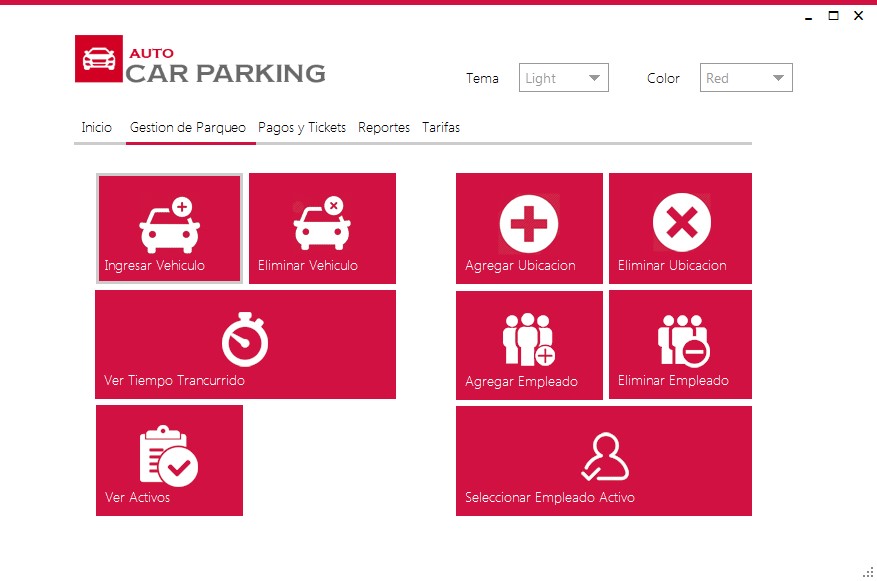 AUTO
CAR PARKING
Tema Light Color Red
Inicio Gestion de Parqueo Pagos y Tickets Reportes Tarifas
Ingresar Vehiculo Eliminar Vehiculo Agregar Ubicacion Eliminar Ubicacion
Ver Tiempo Trancurrido Agregar Empleado Eliminar Empleado
Ver Activos Seleccionar Empleado Activo